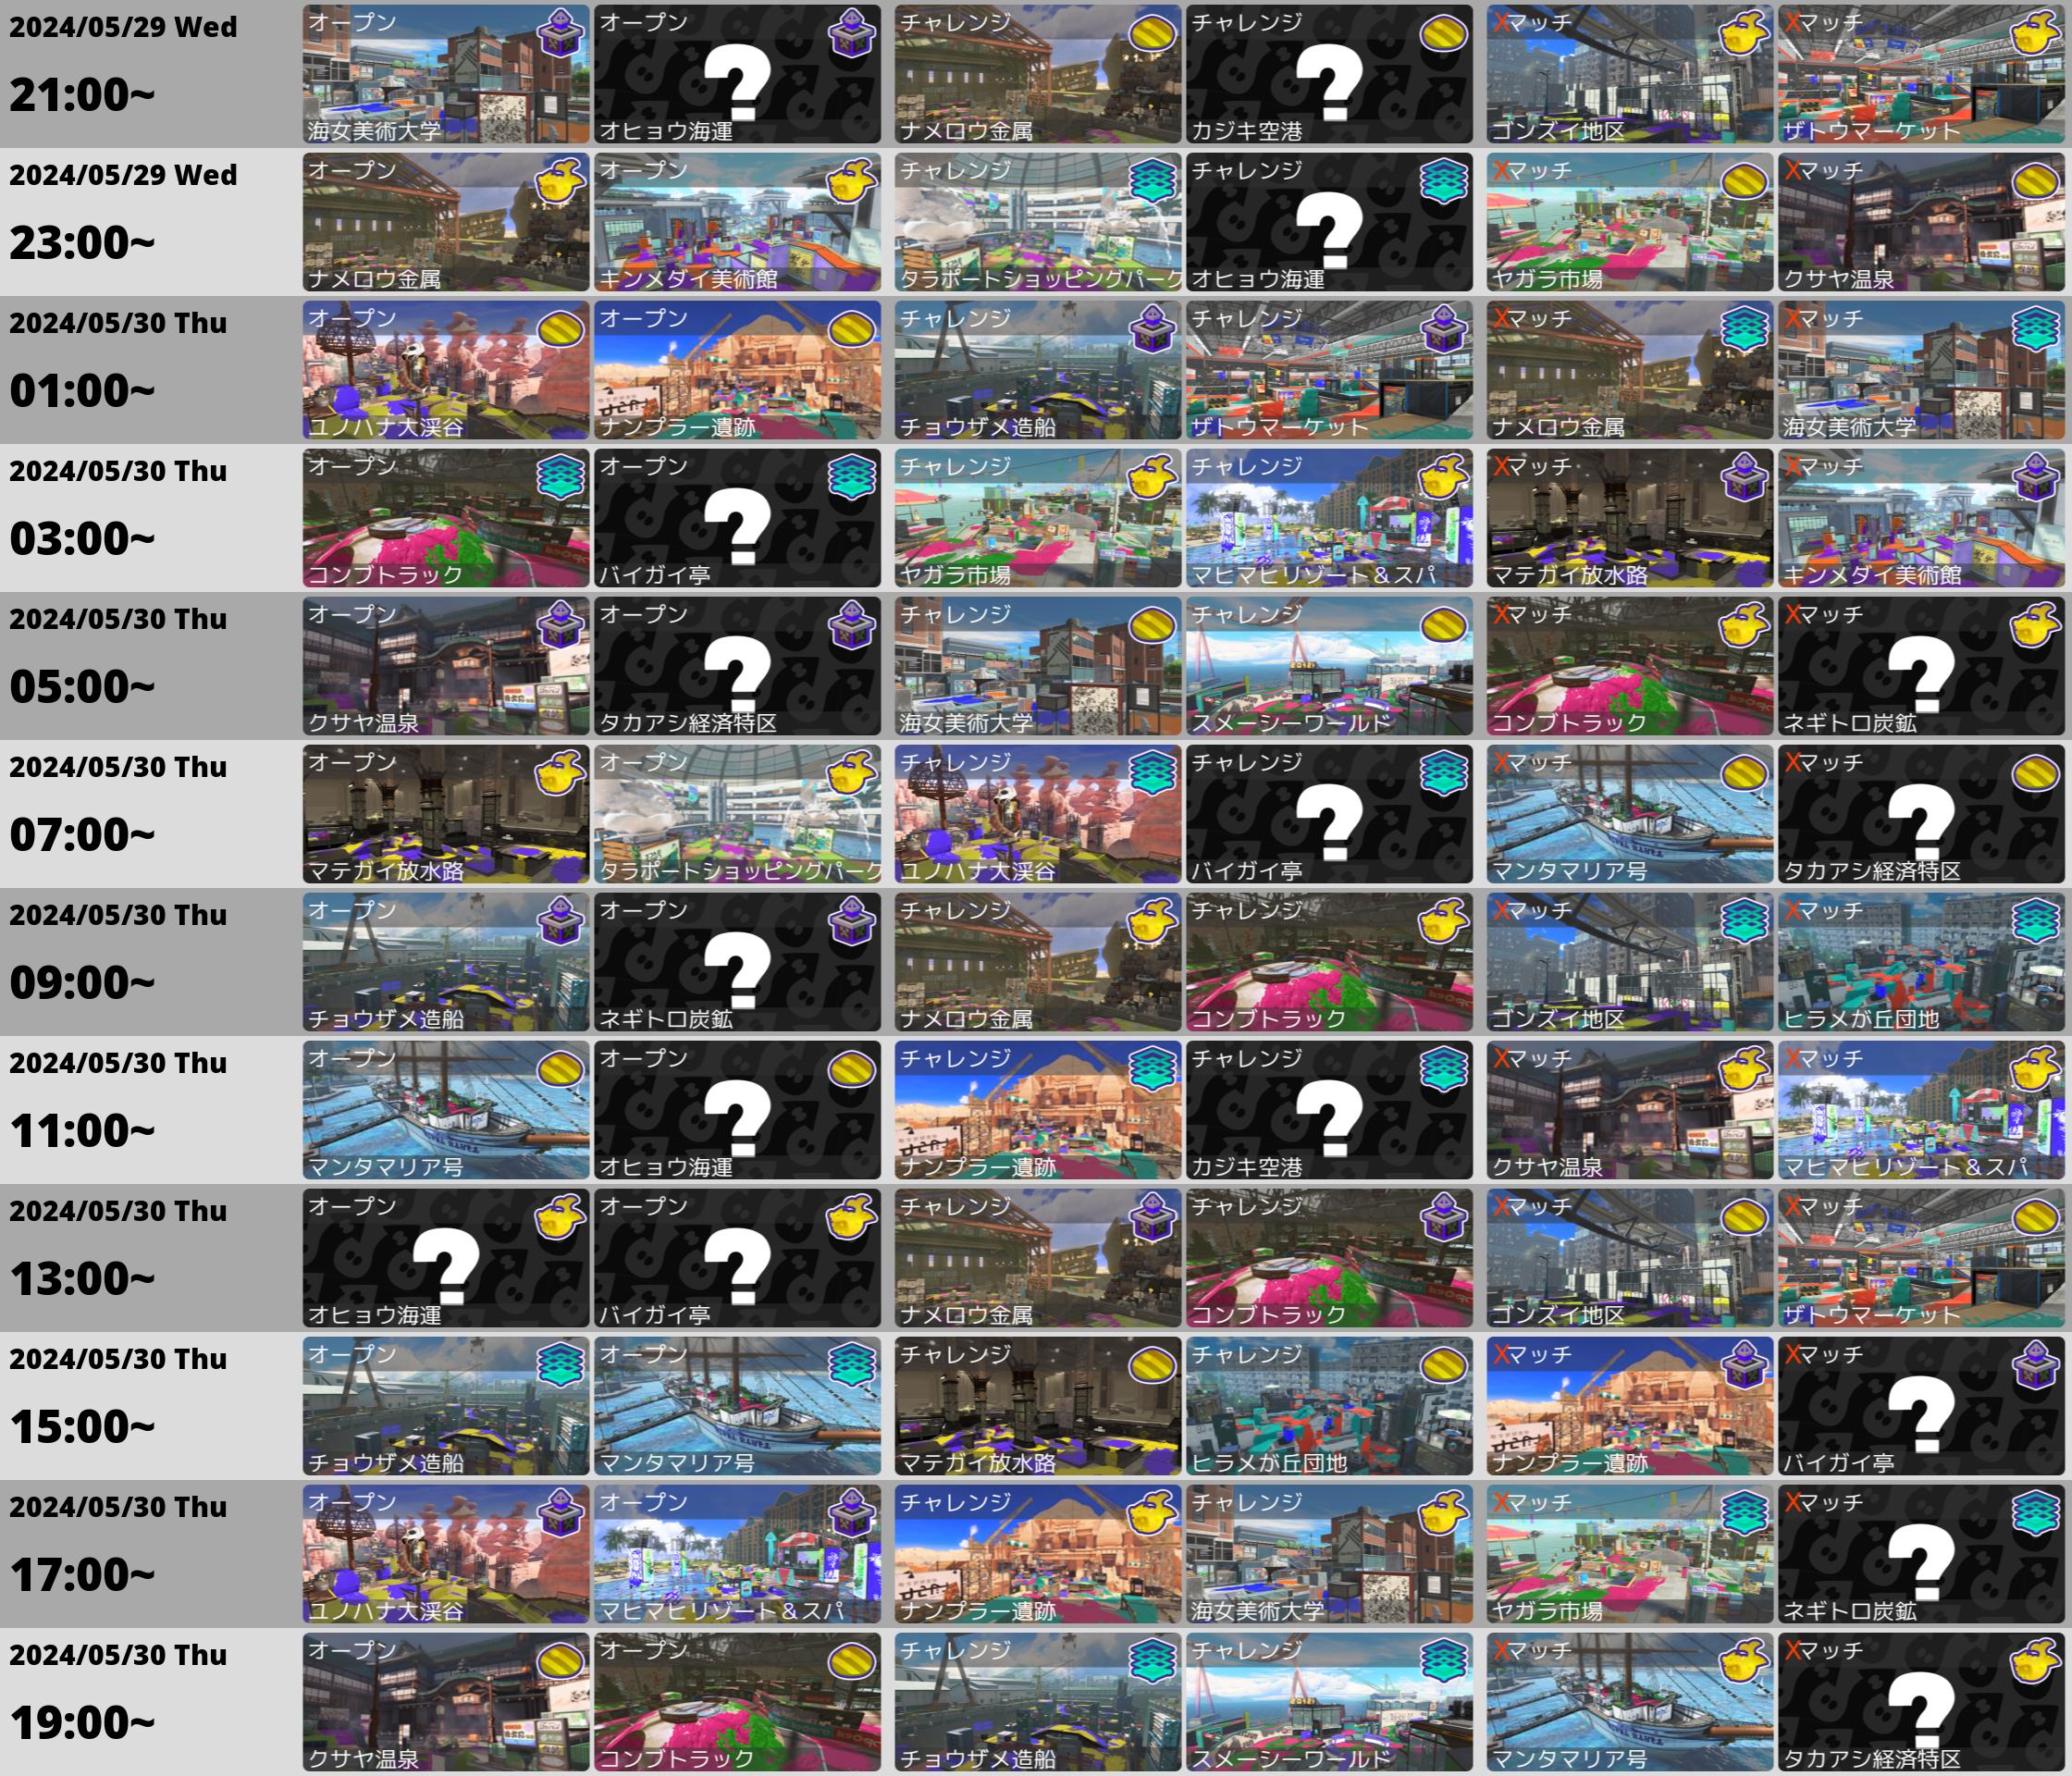 2024/05/29 Wed
21:00~
オープン
海女美術大学
オープン
オヒョウ海運
チャレンジ
ナメロウ金属
チャレンジ
カジキ空港
Xマッチ
ゴンズイ地区
Xマッチ
ザトウマーケット
2024/05/29 Wed
23:00~
オープン
ナメロウ金属
オープン
キンメダイ美術館
チャレンジ
タラポートショッピングパーク
チャレンジ
オヒョウ海運
Xマッチ
ヤガラ市場
Xマッチ
クサヤ温泉
2024/05/30 Thu
01:00~
オープン
ユノハナ大渓谷
オープン
ナンプラー遺跡
チャレンジ
チョウザメ造船
チャレンジ
ザトウマーケット
Xマッチ
ナメロウ金属
Xマッチ
海女美術大学
2024/05/30 Thu
03:00~
オープン
コンブトラック
オープン
バイガイ亭
チャレンジ
ヤガラ市場
チャレンジ
マヒマヒリゾート&スパ
Xマッチ
マテガイ放水路
Xマッチ
キンメダイ美術館
2024/05/30 Thu
05:00~
オープン
クサヤ温泉
オープン
タカアシ経済特区
チャレンジ
海女美術大学
チャレンジ
スメーシーワールド
Xマッチ
コンブトラック
Xマッチ
ネギトロ炭鉱
2024/05/30 Thu
07:00~
オープン
マテガイ放水路
オープン
タラポートショッピングパーク
チャレンジ
ユノハナ大渓谷
チャレンジ
バイガイ亭
Xマッチ
マンタマリア号
Xマッチ
タカアシ経済特区
2024/05/30 Thu
09:00~
オープン
チョウザメ造船
オープン
ネギトロ炭鉱
チャレンジ
ナメロウ金属
チャレンジ
コンブトラック
Xマッチ
ゴンズイ地区
Xマッチ
ヒラメが丘団地
2024/05/30 Thu
11:00~
オープン
マンタマリア号
オープン
オヒョウ海運
チャレンジ
ナンプラー遺跡
チャレンジ
カジキ空港
Xマッチ
クサヤ温泉
Xマッチ
マヒマヒリゾート&スパ
2024/05/30 Thu
13:00~
オープン
オヒョウ海運
オープン
バイガイ亭
チャレンジ
ナメロウ金属
チャレンジ
コンブトラック
Xマッチ
ゴンズイ地区
Xマッチ
ザトウマーケット
2024/05/30 Thu
15:00~
オープン
チョウザメ造船
オープン
マンタマリア号
チャレンジ
マテガイ放水路
チャレンジ
ヒラメが丘団地
Xマッチ
ナンプラー遺跡
Xマッチ
バイガイ亭
2024/05/30 Thu
17:00~
オープン
ユノハナ大渓谷
オープン
マヒマヒリゾート&スパ
チャレンジ
ナンプラー遺跡
チャレンジ
海女美術大学
Xマッチ
ヤガラ市場
Xマッチ
ネギトロ炭鉱
2024/05/30 Thu
19:00~
オープン
クサヤ温泉
オープン
コンブトラック
チャレンジ
チョウザメ造船
チャレンジ
スメーシーワールド
Xマッチ
マンタマリア号
Xマッチ
タカアシ経済特区